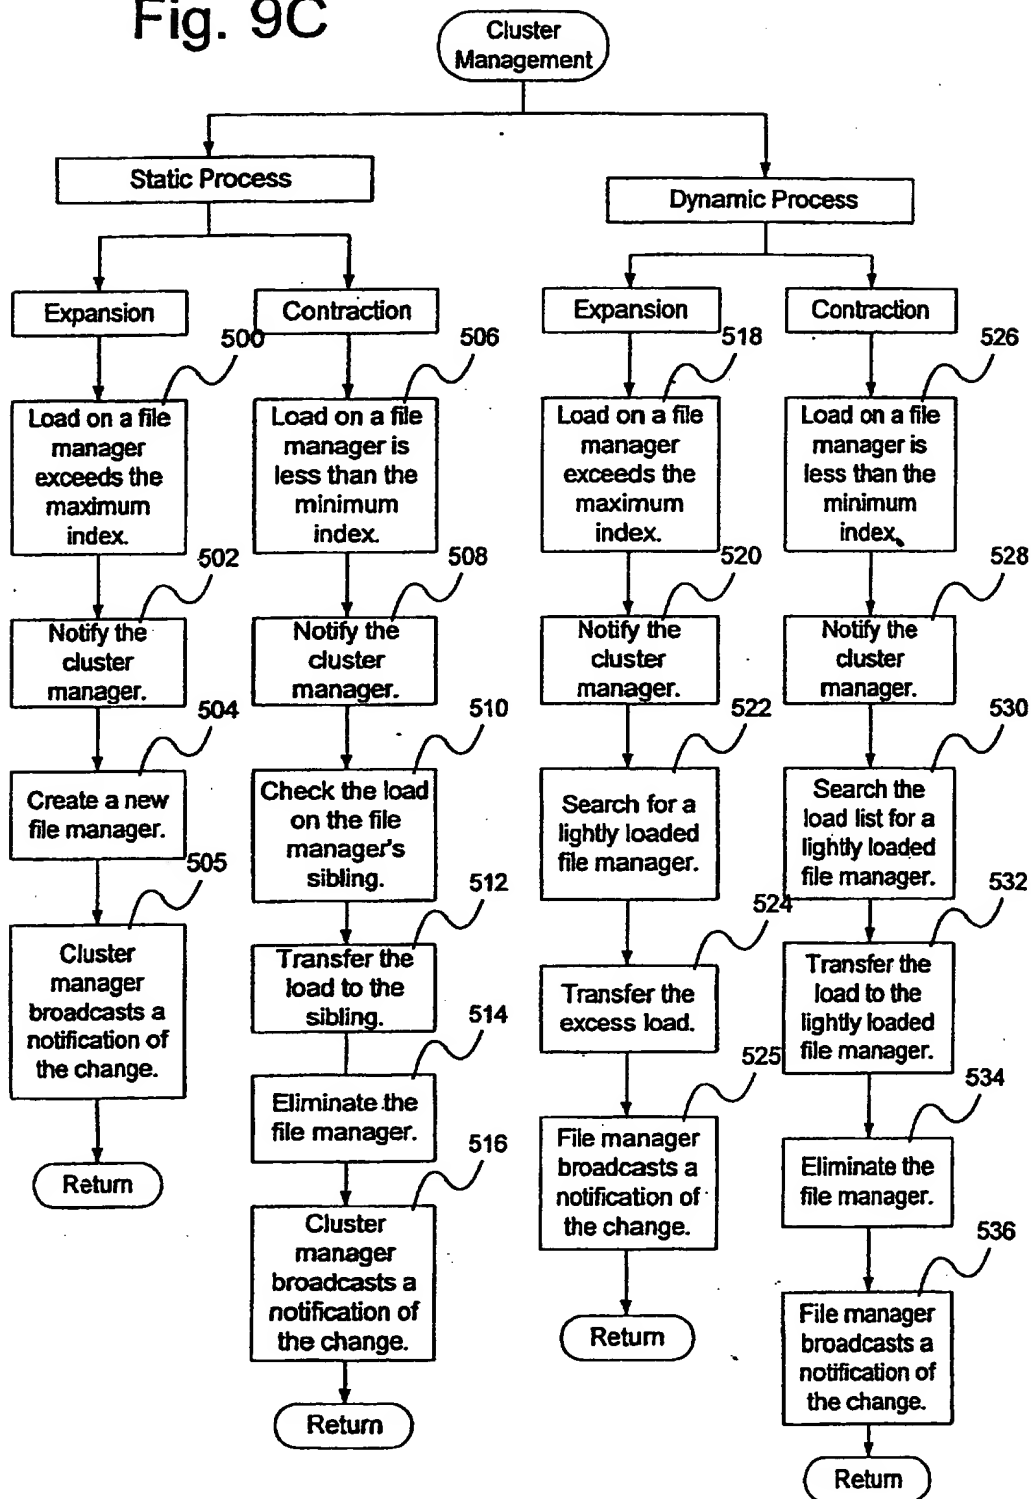 Fig. 9C
Cluster
Management
Static Process
Expansion
500
Load on a file
manager
exceeds the
maximum
index.
502
Notify the
cluster
manager.
504
Create a new
file manager.
505
Cluster
manager
broadcasts a
notification of
the change.
Return
Contraction
506
Load on a file
manager is
less than the
minimum
index.
508
Notify the
cluster
manager.
510
Check the load
on the file
manager's
sibling.
512
Transfer the
load to the
sibling.
514
Eliminate the
file manager.
516
Cluster
manager
broadcasts a
notification of
the change.
Return
Dynamic Process
Expansion
518
Load on a file
manager
exceeds the
maximum
index.
520
Notify the
cluster
manager.
522
Search for a
lightly loaded
file manager.
524
Transfer the
excess load.
525
File manager
broadcasts a
notification of
the change.
Return
Contraction
526
Load on a file
manager is
less than the
minimum
index.
528
Notify the
cluster
manager.
530
Search the
load list for a
lightly loaded
file manager.
532
Transfer the
load to the
lightly loaded
file manager.
534
Eliminate the
file manager.
536
File manager
broadcasts a
notification of
the change.
Return